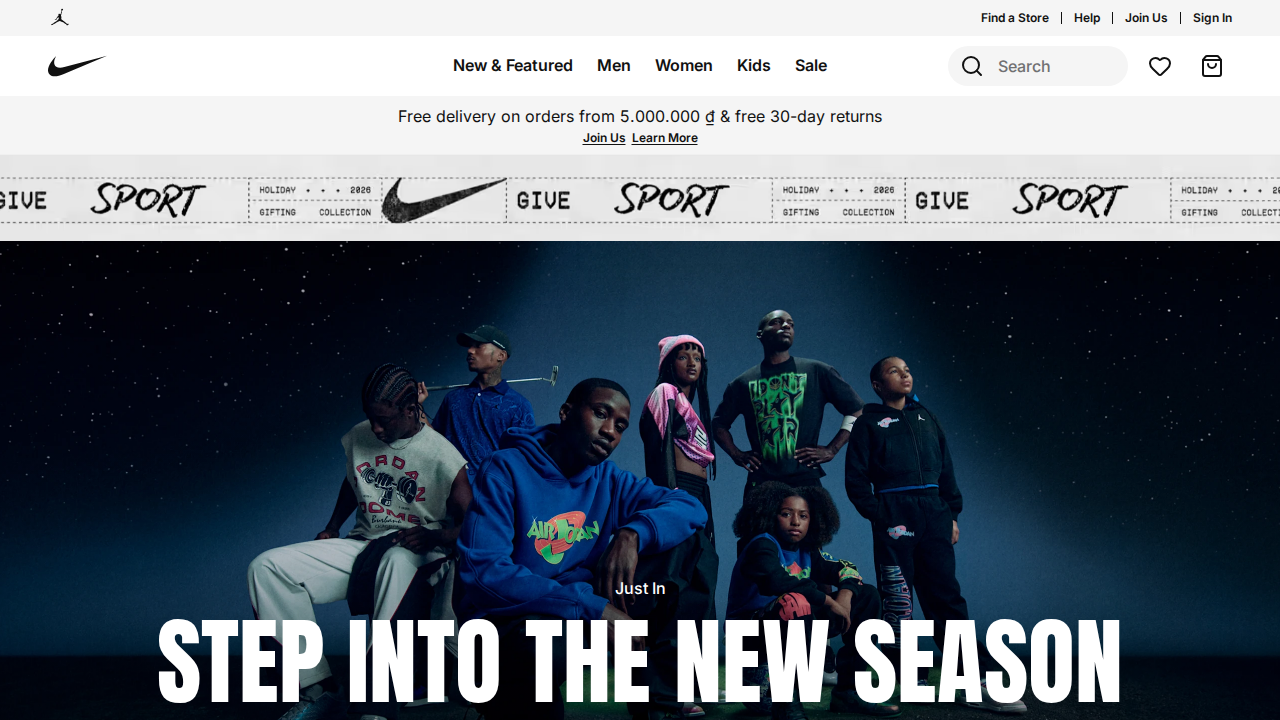 Find a Store
Help
Join Us
Sign In
New & Featured
Men
Women
Kids
Sale
Search
Free delivery on orders from 5.000.000 ₫ & free 30-day returns
Join Us Learn More
GIVE SPORT
HOLIDAY 2026
GIFTING COLLECTION
GIVE SPORT
HOLIDAY 2026
GIFTING COLLECTION
GIVE SPORT
HOLIDAY
GIFTING
Just In
STEP INTO THE NEW SEASON